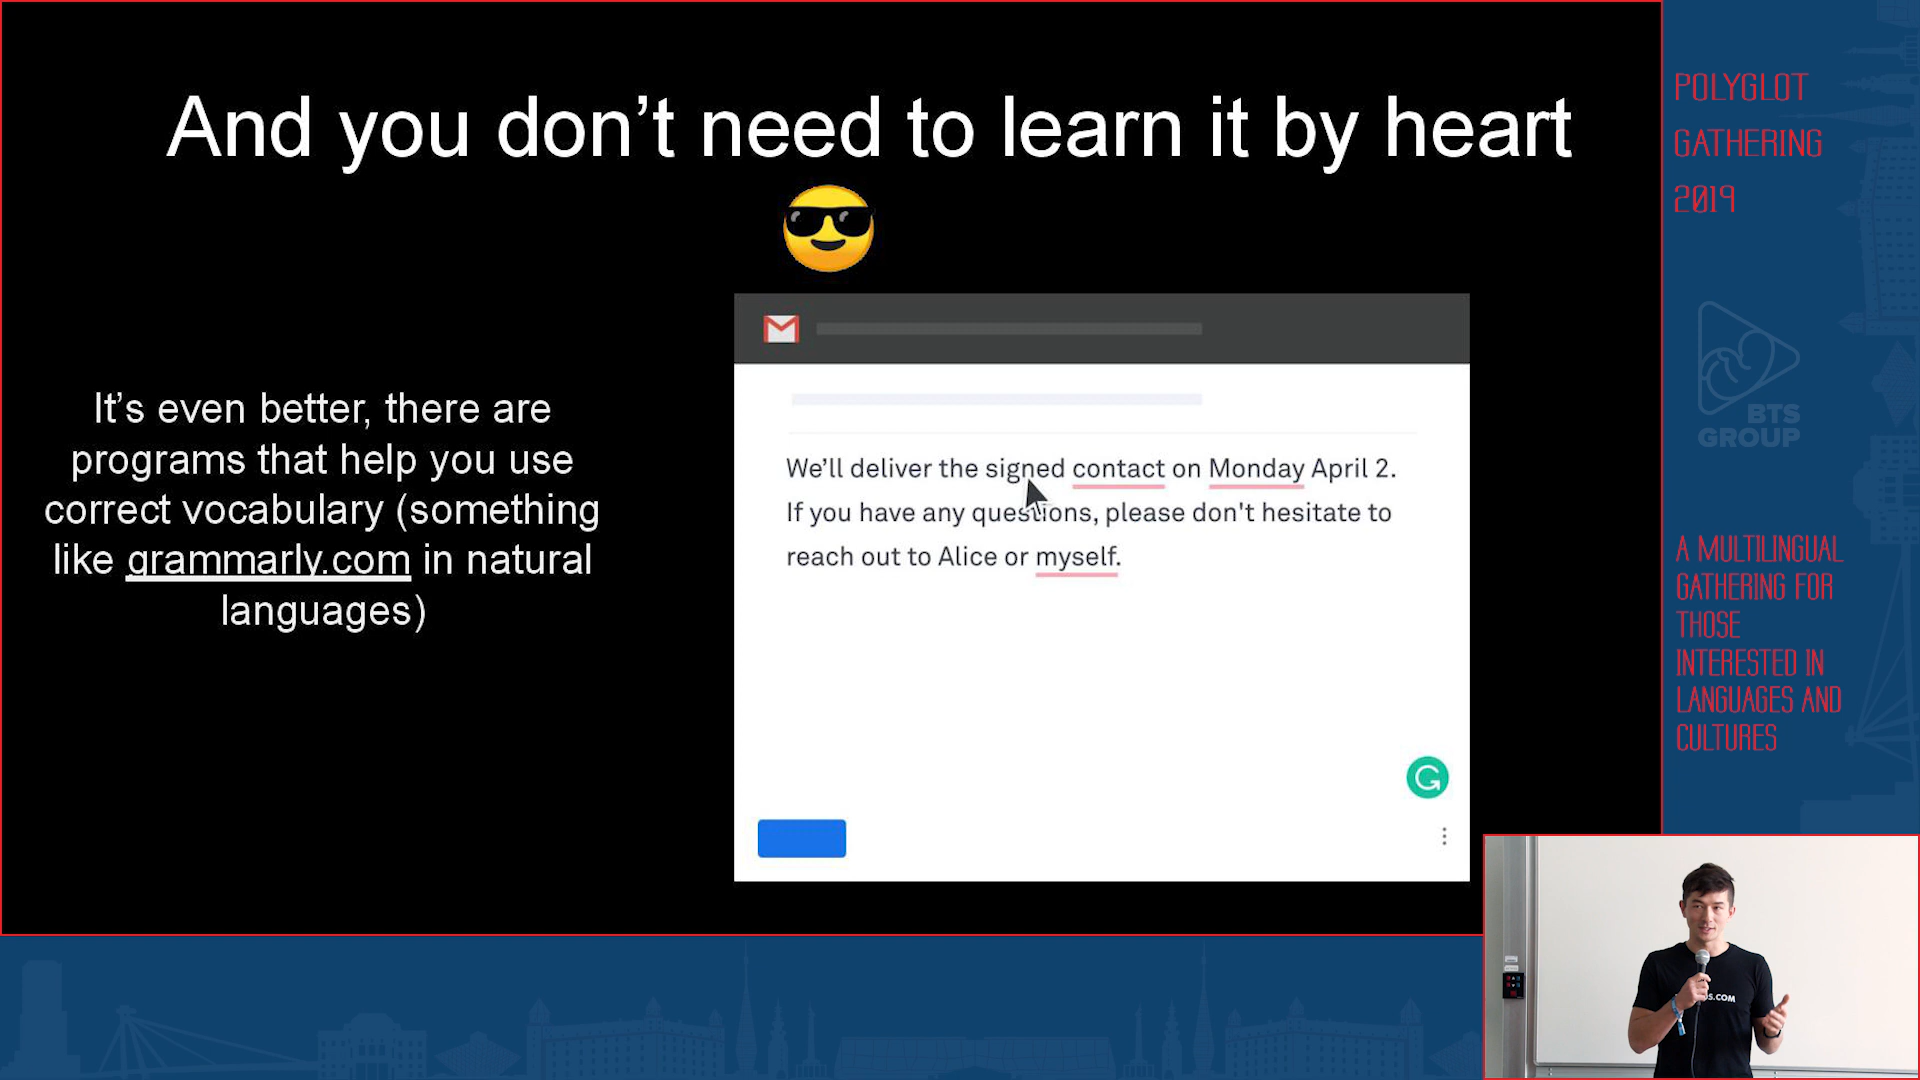 And you don’t need to learn it by heart
😎
It’s even better, there are
programs that help you use
correct vocabulary (something
like grammarly.com in natural
languages)
We’ll deliver the signed contact on Monday April 2.
If you have any questions, please don't hesitate to
reach out to Alice or myself.
POLYGLOT
GATHERING
2019
BTS
GROUP
A MULTILINGUAL
GATHERING FOR
THOSE
INTERESTED IN
LANGUAGES AND
CULTURES